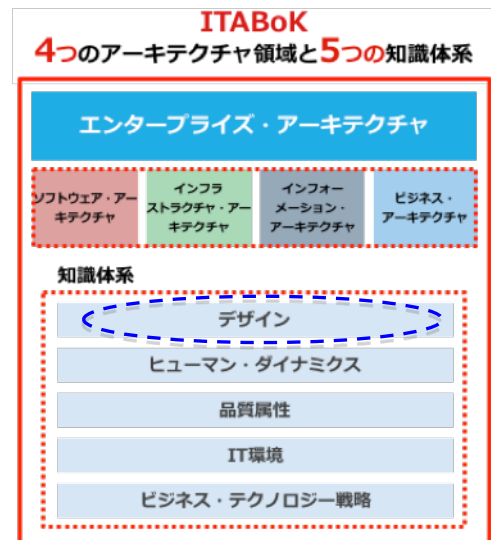 ITABoK
4つのアーキテクチャ領域と5つの知識体系
エンタープライズ・アーキテクチャ
ソフトウェア・アー
キテクチャ
インフラ
ストラクチャ・アー
キテクチャ
インフォー
メーション・
アーキテクチャ
ビジネス・
アーキテクチャ
知識体系
デザイン
ヒューマン・ダイナミクス
品質属性
IT環境
ビジネス・テクノロジー戦略